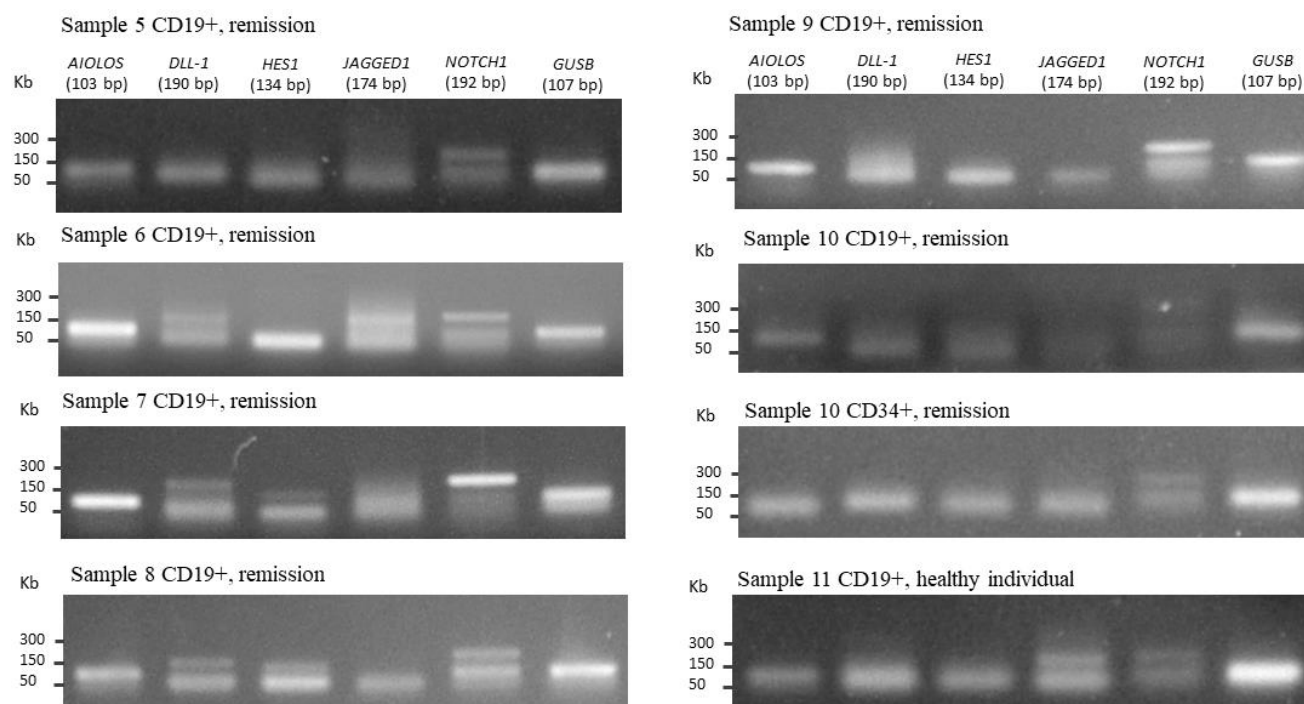 Sample 5 CD19+, remission
AIOLOS DLL-1 HES1 JAGGED1 NOTCH1 GUSB
Kb (103 bp) (190 bp) (134 bp) (174 bp) (192 bp) (107 bp)
300
150
50
Kb Sample 6 CD19+, remission
300
150
50
Kb Sample 7 CD19+, remission
300
150
50
Kb Sample 8 CD19+, remission
300
150
50
Sample 9 CD19+, remission
AIOLOS DLL-1 HES1 JAGGED1 NOTCH1 GUSB
Kb (103 bp) (190 bp) (134 bp) (174 bp) (192 bp) (107 bp)
300
150
50
Kb Sample 10 CD19+, remission
300
150
50
Kb Sample 10 CD34+, remission
300
150
50
Kb Sample 11 CD19+, healthy individual
300
150
50